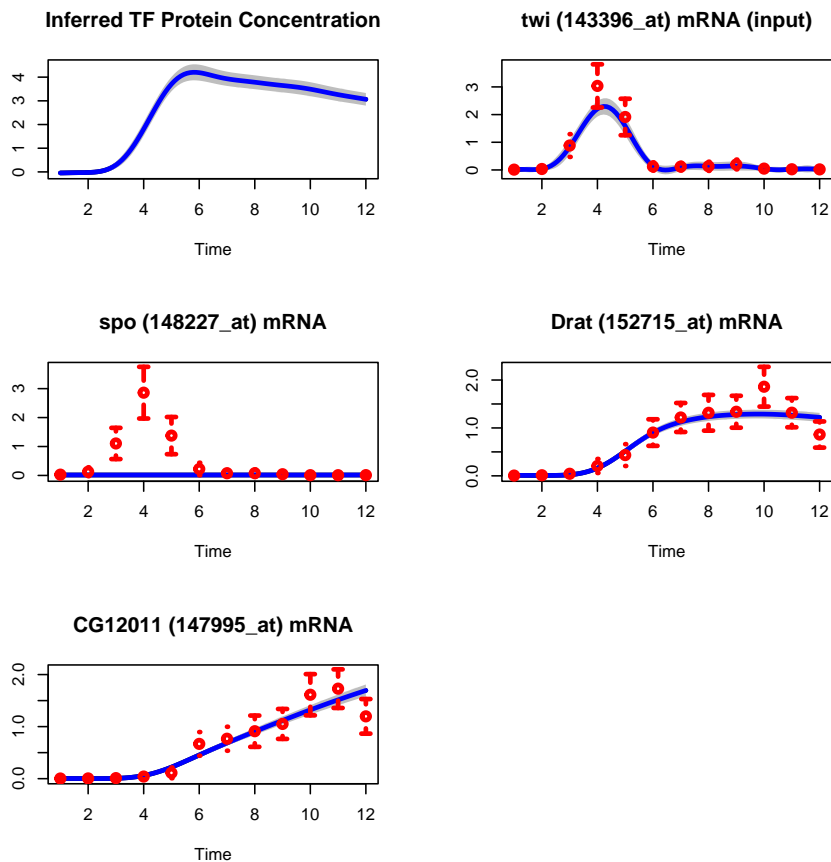 Inferred TF Protein Concentration
4
3
2
1
0
2 4 6 8 10 12
Time
twi (143396_at) mRNA (input)
3
2
1
0
2 4 6 8 10 12
Time
spo (148227_at) mRNA
3
2
1
0
2 4 6 8 10 12
Time
Drat (152715_at) mRNA
2.0
1.0
0.0
2 4 6 8 10 12
Time
CG12011 (147995_at) mRNA
2.0
1.0
0.0
2 4 6 8 10 12
Time